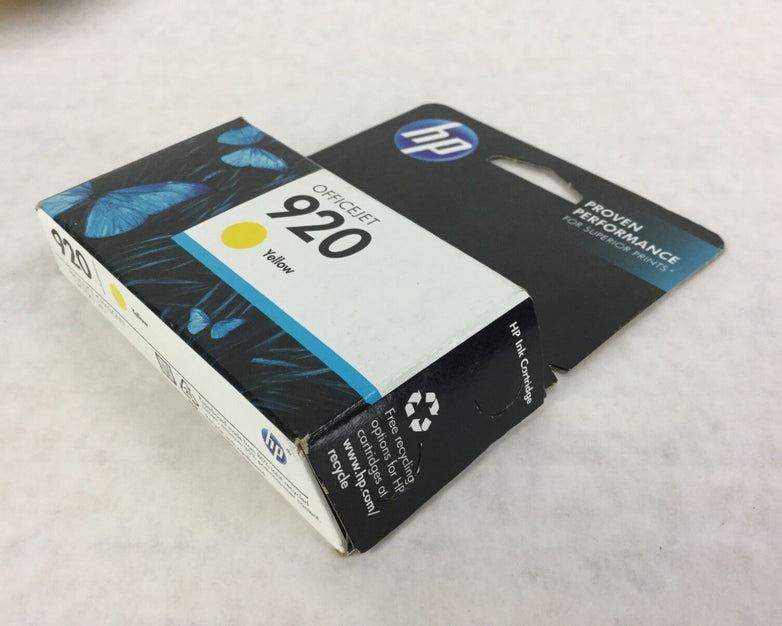 hp
PROVEN
PERFORMANCE
FOR SUPERIOR PRINTS*
OFFICEJET
920
Yellow
920
Yellow
hp
HP Ink Cartridge
Free recycling
options for HP
cartridges at
www.hp.com/
recycle